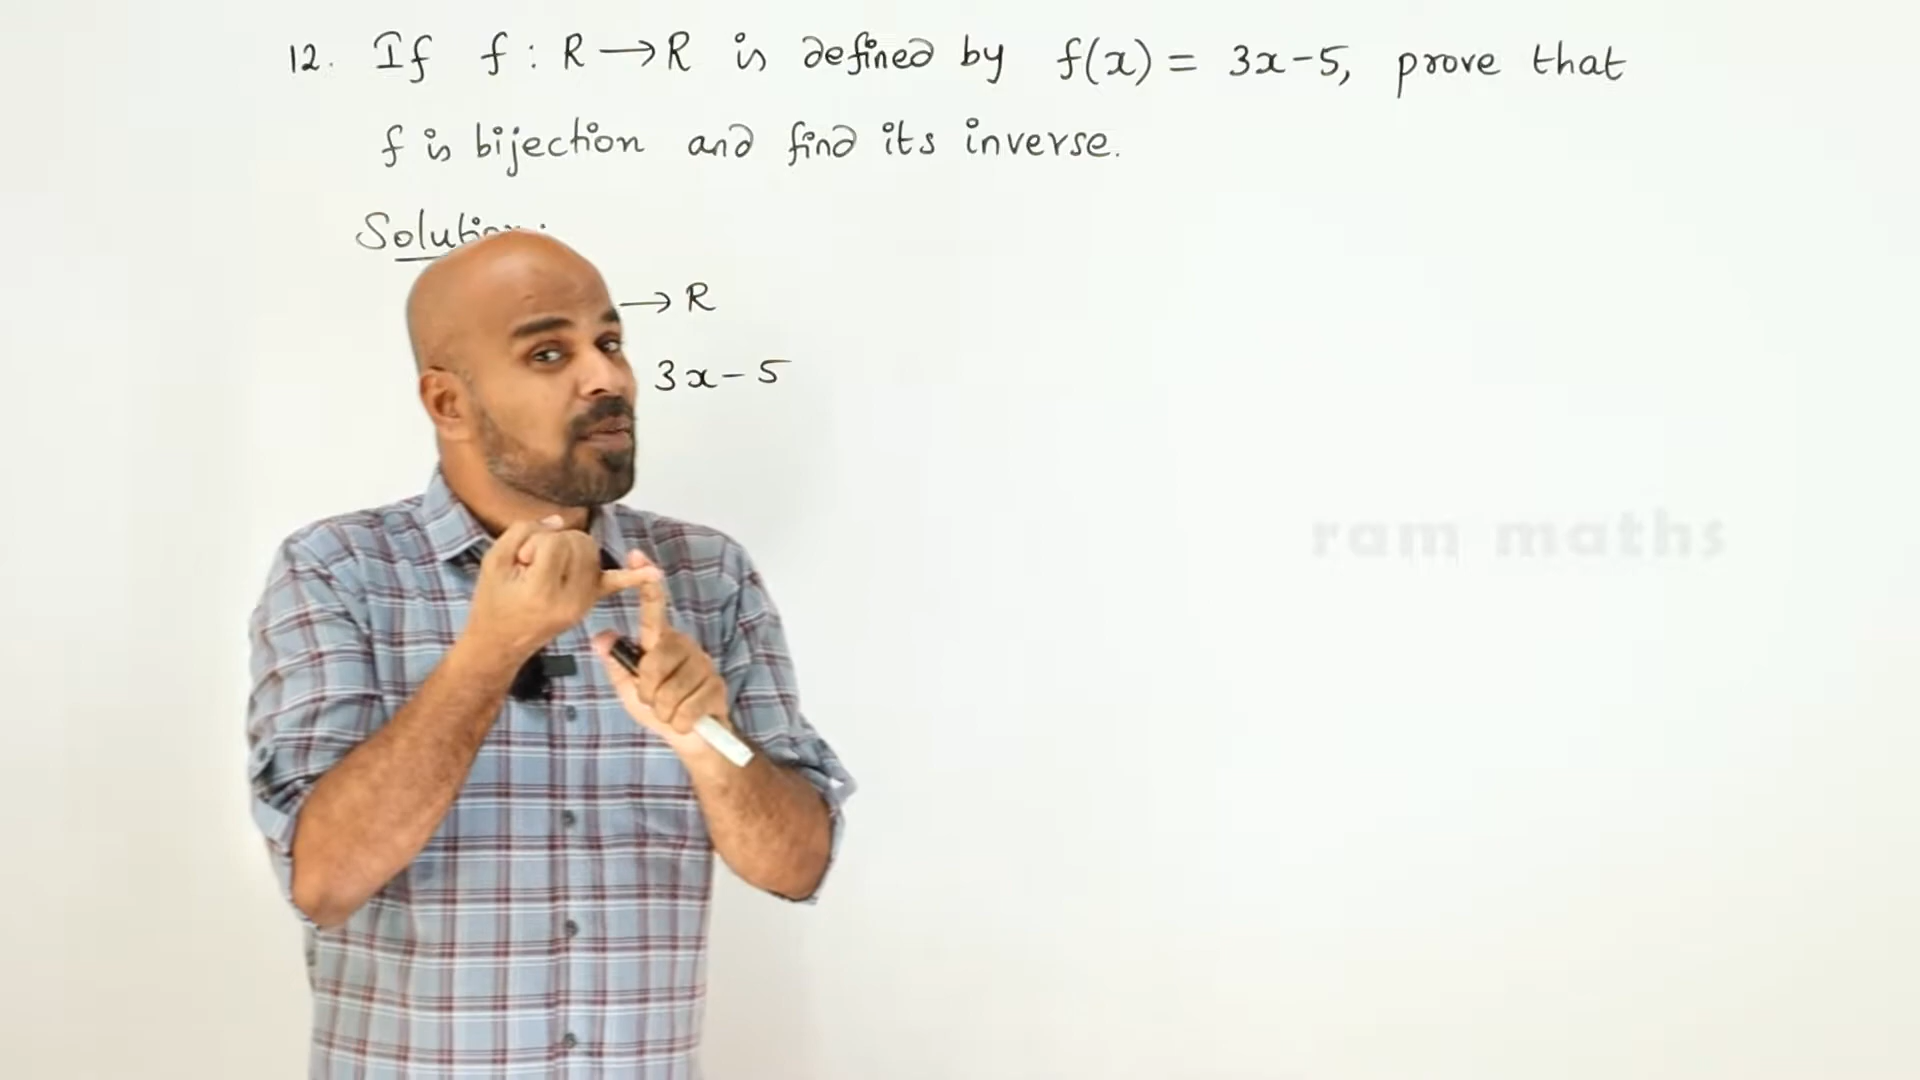 12. If f : R → R is defined by f(x) = 3x-5, prove that
f is bijection and find its inverse.
Solution:
→ R
3x-5
ram maths